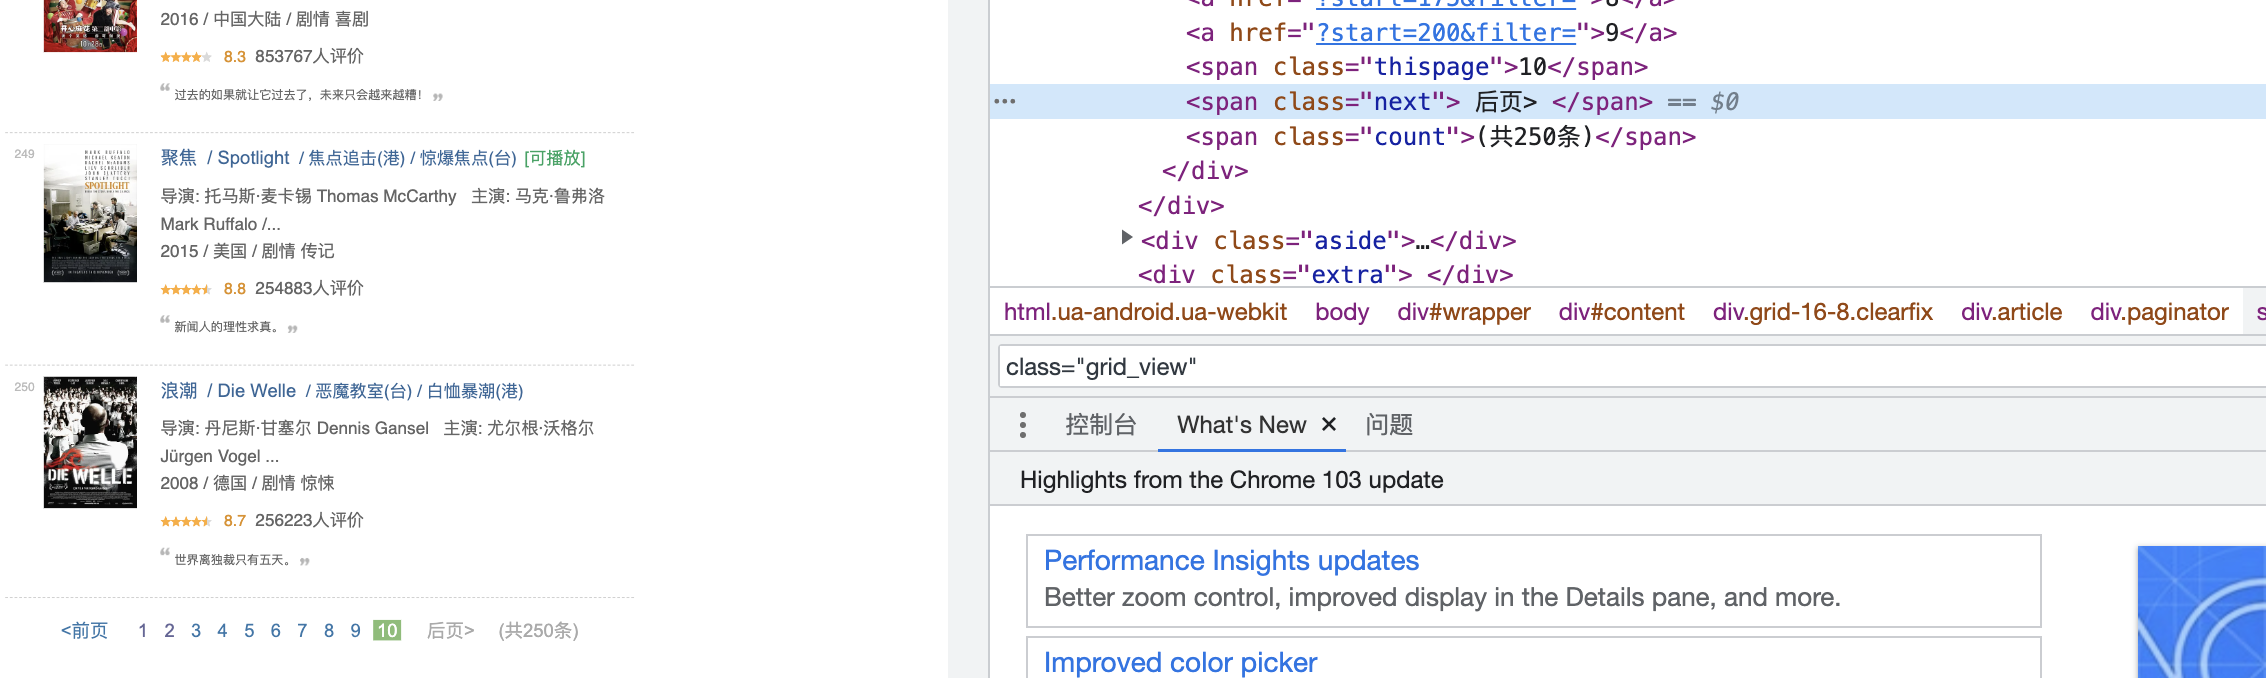 2016 / 中国大陆 / 剧情 喜剧
8.3 853767人评价
“ 过去的如果就让它过去了，未来只会越来越糟！ ”
249
聚焦 / Spotlight / 焦点追击(港) / 惊爆焦点(台) [可播放]
导演: 托马斯·麦卡锡 Thomas McCarthy 主演: 马克·鲁弗洛
Mark Ruffalo /...
2015 / 美国 / 剧情 传记
8.8 254883人评价
“ 新闻人的理性求真。 ”
SPOTLIGHT
250
浪潮 / Die Welle / 恶魔教室(台) / 白恤暴潮(港)
导演: 丹尼斯·甘塞尔 Dennis Gansel 主演: 尤尔根·沃格尔
Jürgen Vogel ...
2008 / 德国 / 剧情 惊悚
8.7 256223人评价
“ 世界离独裁只有五天。 ”
DIE WELLE
<前页 1 2 3 4 5 6 7 8 9 10 后页> (共250条)
<a href="?start=175&filter=">8</a>
<a href="?start=200&filter=">9</a>
<span class="thispage">10</span>
··· <span class="next"> 后页> </span> == $0
<span class="count">(共250条)</span>
</div>
</div>
<div class="aside">…</div>
<div class="extra"> </div>
html.ua-android.ua-webkit body div#wrapper div#content div.grid-16-8.clearfix div.article div.paginator s
class="grid_view"
控制台 What's New × 问题
Highlights from the Chrome 103 update
Performance Insights updates
Better zoom control, improved display in the Details pane, and more.
Improved color picker